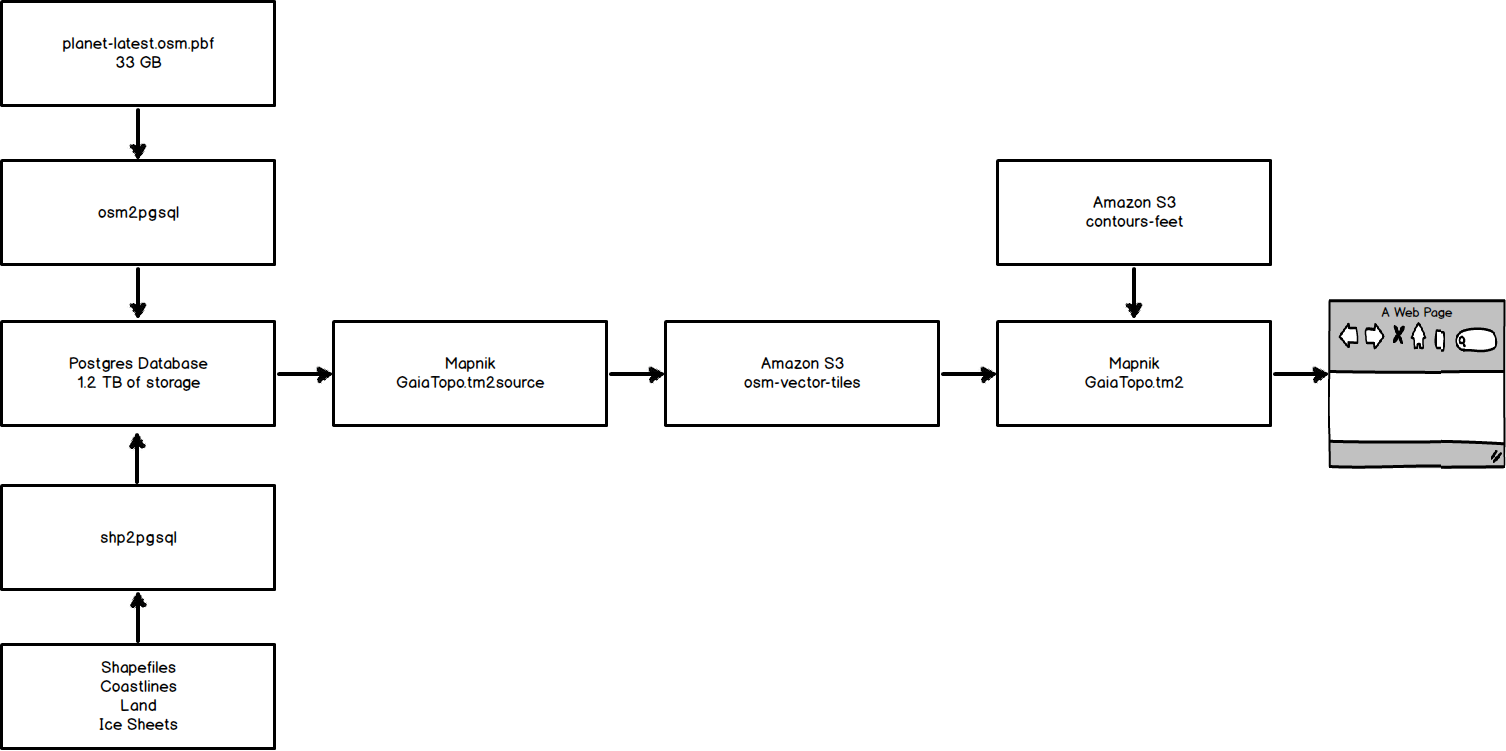 planet-latest.osm.pbf
33 GB
osm2pgsql
Amazon S3
contours-feet
Postgres Database
1.2 TB of storage
Mapnik
GaiaTopo.tm2source
Amazon S3
osm-vector-tiles
Mapnik
GaiaTopo.tm2
A Web Page
shp2pgsql
Shapefiles
Coastlines
Land
Ice Sheets